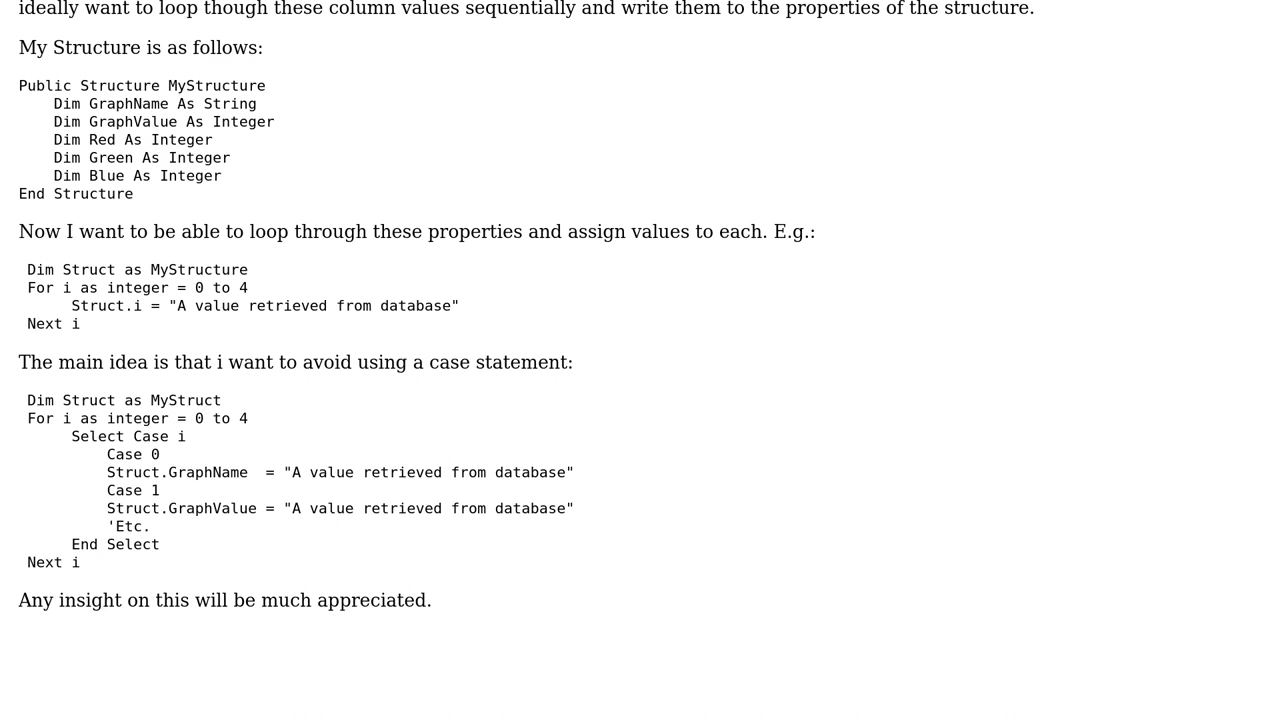 ideally want to loop though these column values sequentially and write them to the properties of the structure.
My Structure is as follows:
Public Structure MyStructure
    Dim GraphName As String
    Dim GraphValue As Integer
    Dim Red As Integer
    Dim Green As Integer
    Dim Blue As Integer
End Structure
Now I want to be able to loop through these properties and assign values to each. E.g.:
 Dim Struct as MyStructure
 For i as integer = 0 to 4
      Struct.i = "A value retrieved from database"
 Next i
The main idea is that i want to avoid using a case statement:
 Dim Struct as MyStruct
 For i as integer = 0 to 4
      Select Case i
          Case 0
          Struct.GraphName  = "A value retrieved from database"
          Case 1
          Struct.GraphValue = "A value retrieved from database"
          'Etc.
      End Select
 Next i
Any insight on this will be much appreciated.